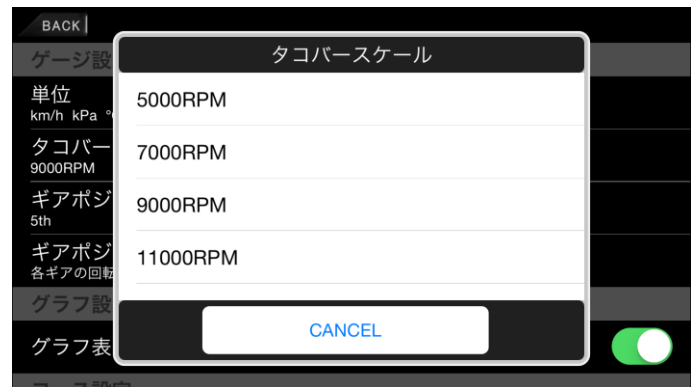 BACK
ゲージ設
タコバースケール
単位
km/h kPa °
5000RPM
タコバー
9000RPM
7000RPM
ギアポジ
5th
9000RPM
ギアポジ
各ギアの回転
11000RPM
グラフ設
グラフ表
CANCEL